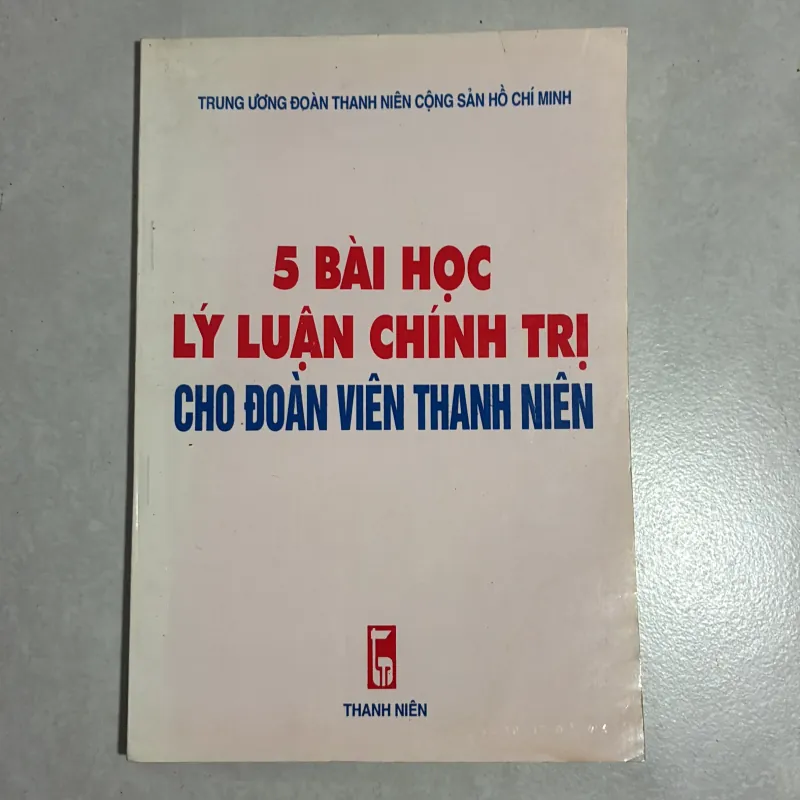 TRUNG ƯƠNG ĐOÀN THANH NIÊN CỘNG SẢN HỒ CHÍ MINH
5 BÀI HỌC
LÝ LUẬN CHÍNH TRỊ
CHO ĐOÀN VIÊN THANH NIÊN
THANH NIÊN